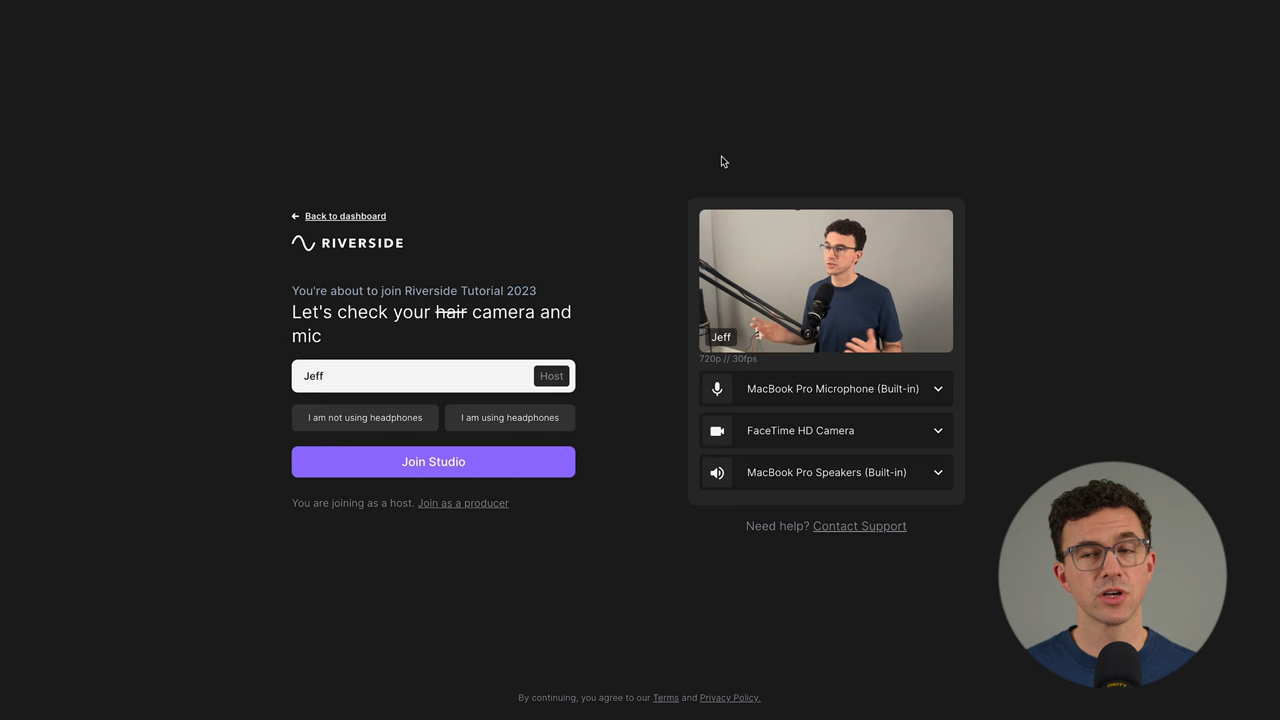 Back to dashboard
RIVERSIDE
You're about to join Riverside Tutorial 2023
Let's check your hair camera and
mic
Jeff
Host
I am not using headphones
I am using headphones
Join Studio
You are joining as a host. Join as a producer
Jeff
720p // 30fps
MacBook Pro Microphone (Built-in)
FaceTime HD Camera
MacBook Pro Speakers (Built-in)
Need help? Contact Support
By continuing, you agree to our Terms and Privacy Policy.